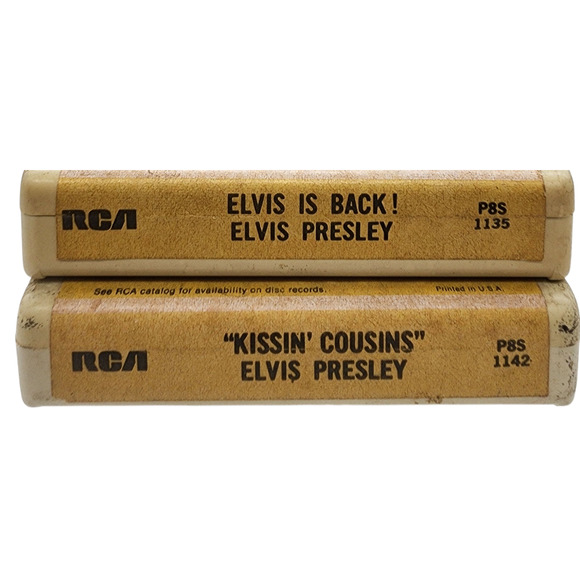 RCA
ELVIS IS BACK!
ELVIS PRESLEY
P8S
1135
See RCA catalog for availability on disc records.
Printed in U.S.A.
RCA
"KISSIN' COUSINS"
ELVIS PRESLEY
P8S
1142